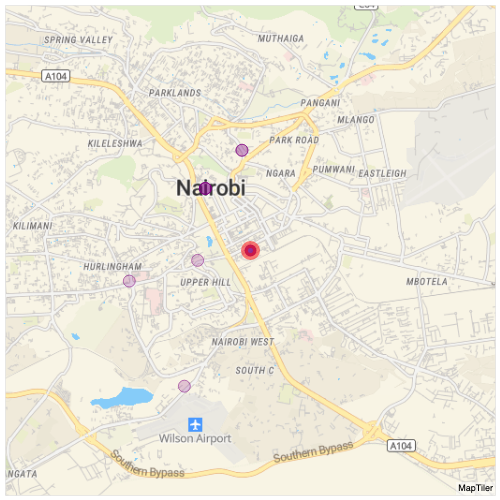 C54
SPRING VALLEY
MUTHAIGA
A104
PARKLANDS
PANGANI
MLANGO
KILELESHWA
PARK ROAD
NGARA
PUMWANI
EASTLEIGH
Nairobi
KILIMANI
HURLINGHAM
UPPER HILL
MBOTELA
NAIROBI WEST
SOUTH C
Wilson Airport
A104
Southern Bypass
Southern Bypass
NGATA
MapTiler